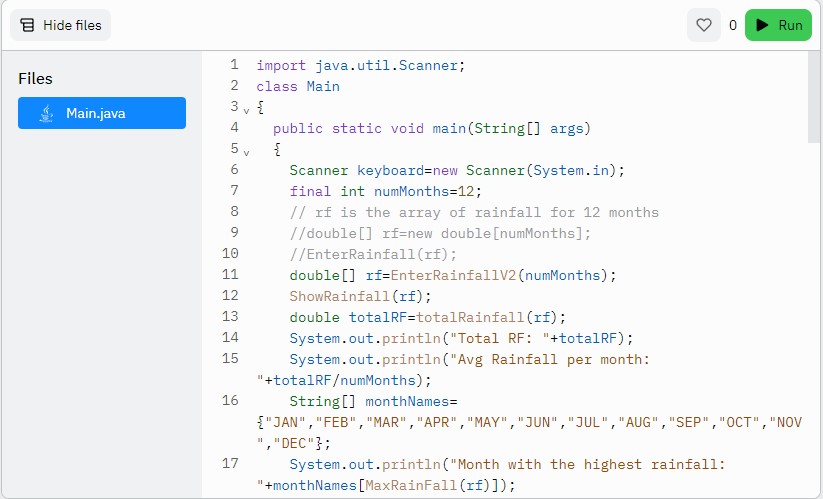 Hide files
0
Run
Files
Main.java
1 import java.util.Scanner;
2 class Main
3 {
4 public static void main(String[] args)
5 {
6 Scanner keyboard=new Scanner(System.in);
7 final int numMonths=12;
8 // rf is the array of rainfall for 12 months
9 //double[] rf=new double[numMonths];
10 //EnterRainfall(rf);
11 double[] rf=EnterRainfallV2(numMonths);
12 ShowRainfall(rf);
13 double totalRF=totalRainfall(rf);
14 System.out.println("Total RF: "+totalRF);
15 System.out.println("Avg Rainfall per month:
"+totalRF/numMonths);
16 String[] monthNames=
{"JAN","FEB","MAR","APR","MAY","JUN","JUL","AUG","SEP","OCT","NOV
","DEC"};
17 System.out.println("Month with the highest rainfall:
"+monthNames[MaxRainFall(rf)]);